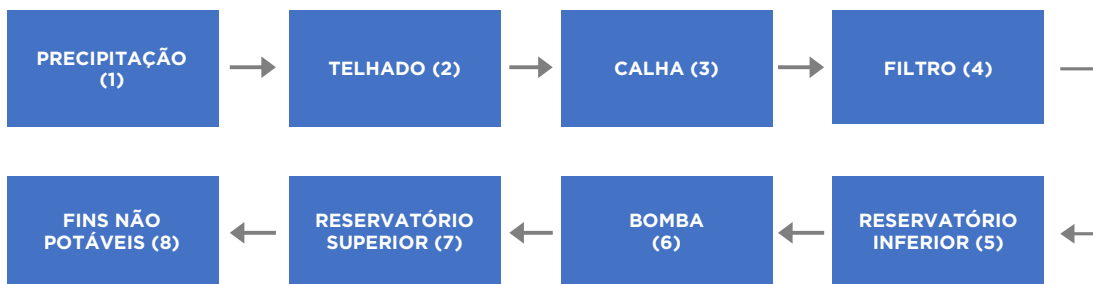 PRECIPITAÇÃO
(1)
TELHADO (2)
CALHA (3)
FILTRO (4)
FINS NÃO
POTÁVEIS (8)
RESERVATÓRIO
SUPERIOR (7)
BOMBA
(6)
RESERVATÓRIO
INFERIOR (5)